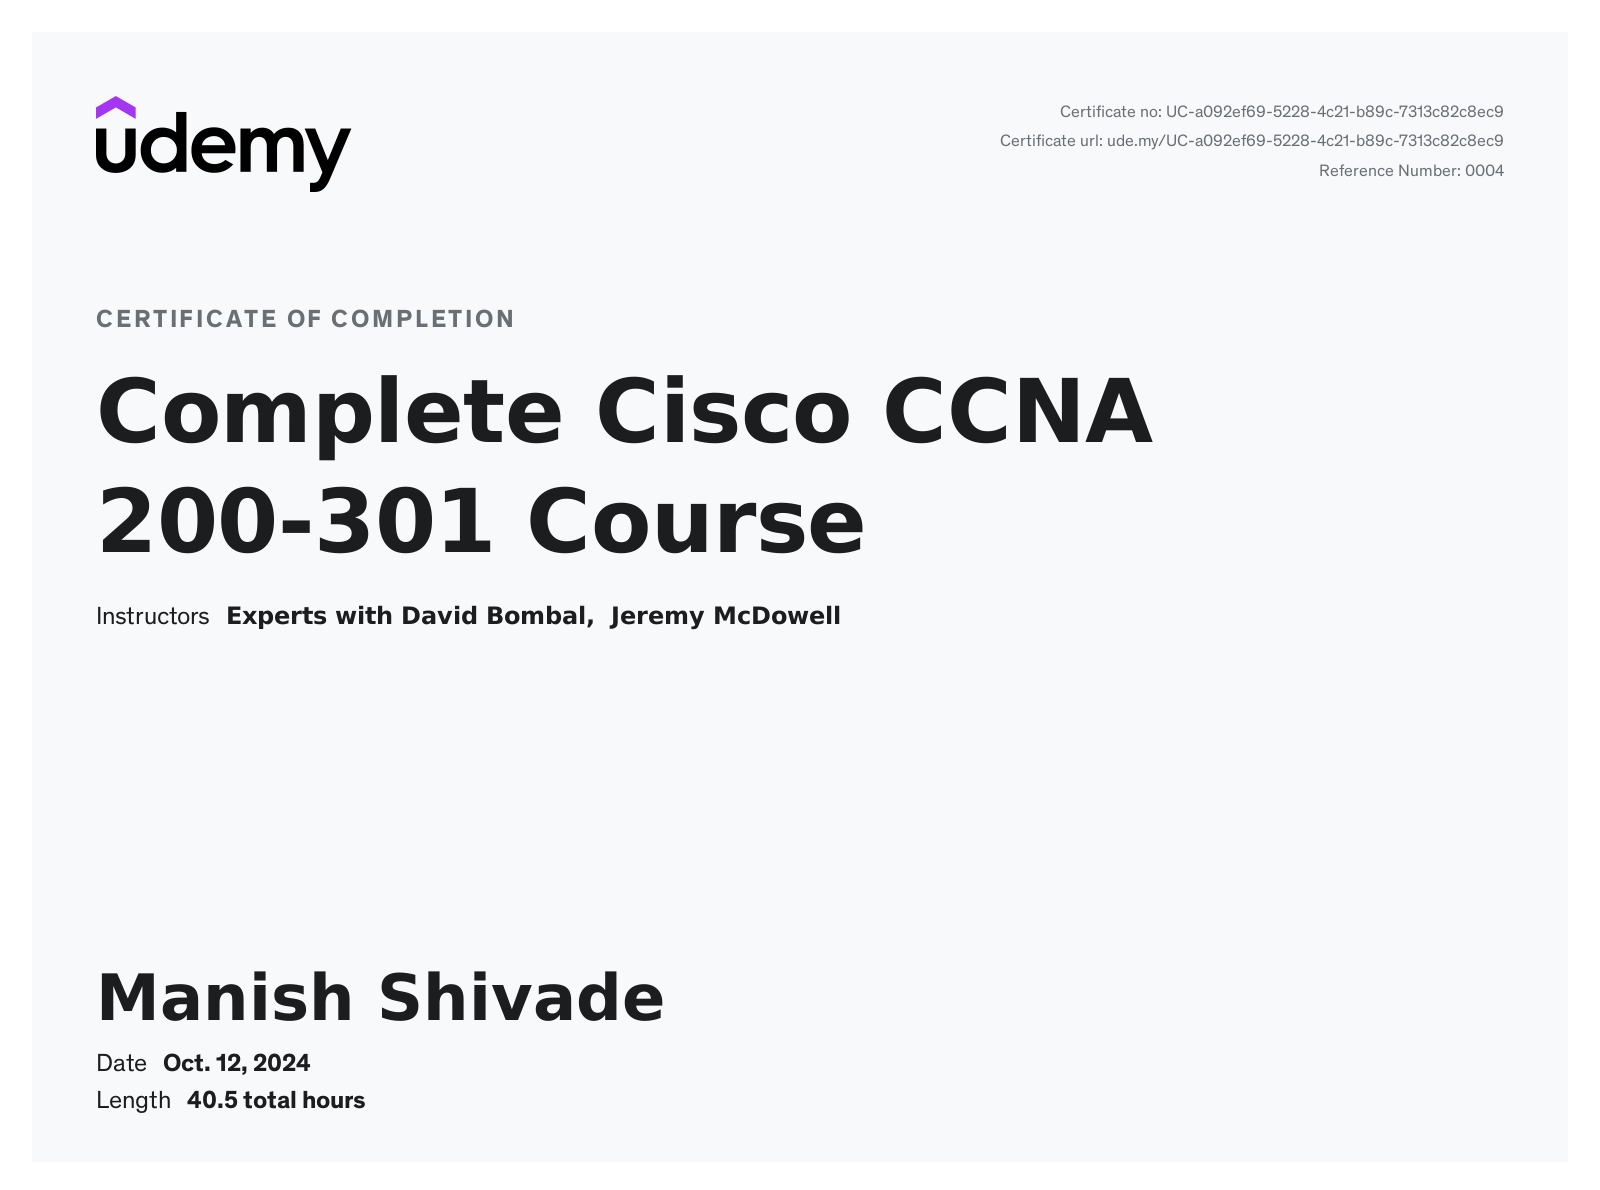 udemy
Certificate no: UC-a092ef69-5228-4c21-b89c-7313c82c8ec9
Certificate url: ude.my/UC-a092ef69-5228-4c21-b89c-7313c82c8ec9
Reference Number: 0004
CERTIFICATE OF COMPLETION
Complete Cisco CCNA
200-301 Course
Instructors Experts with David Bombal, Jeremy McDowell
Manish Shivade
Date Oct. 12, 2024
Length 40.5 total hours